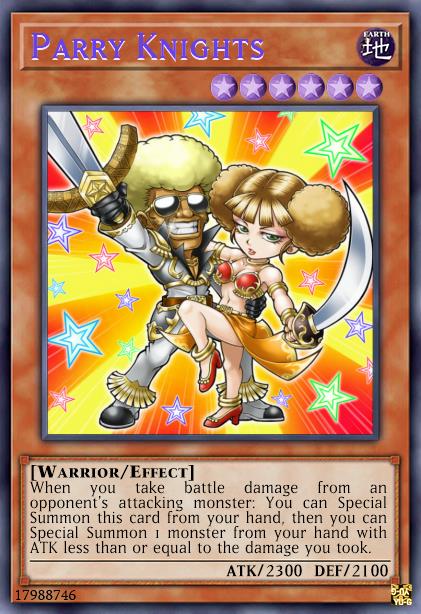 Parry Knights
EARTH
地
[Warrior/Effect]
When you take battle damage from an
opponent's attacking monster: You can Special
Summon this card from your hand, then you can
Special Summon 1 monster from your hand with
ATK less than or equal to the damage you took.
ATK/2300 DEF/2100
17988746